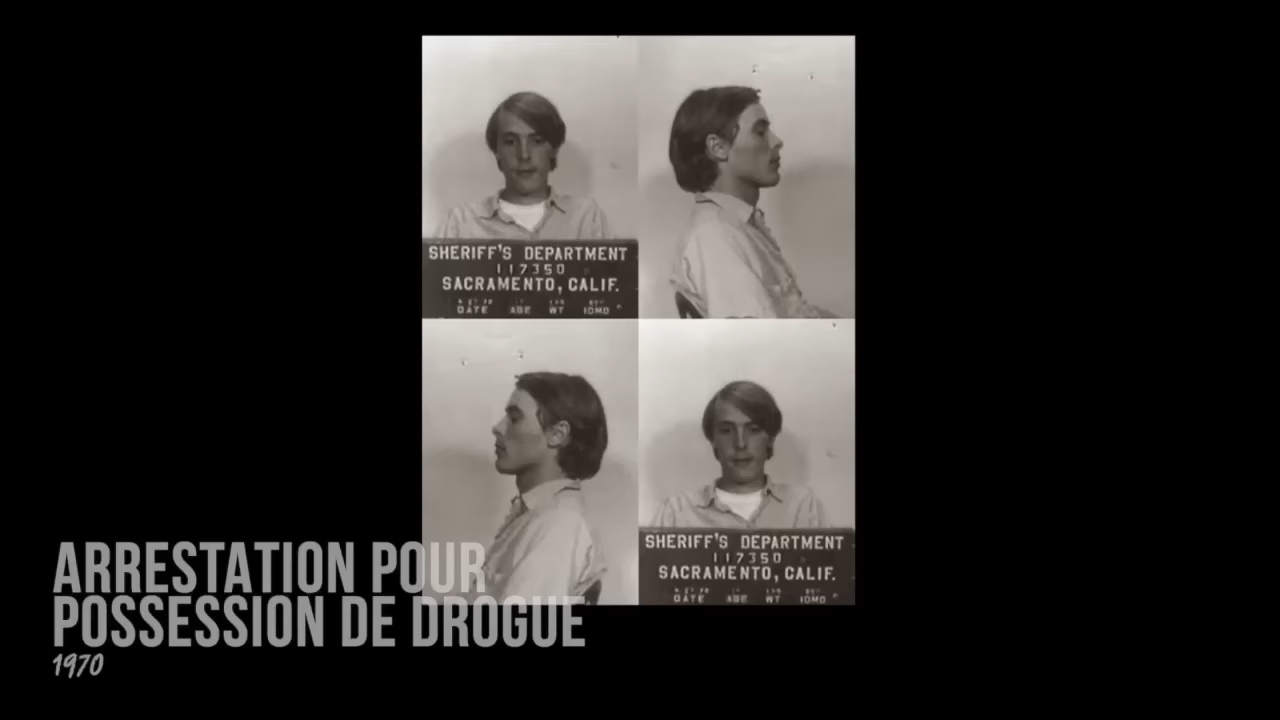 SHERIFF'S DEPARTMENT
117350
SACRAMENTO, CALIF.
DATE AGE WT IDMO
SHERIFF'S DEPARTMENT
117350
SACRAMENTO, CALIF.
DATE AGE WT IDMO
ARRESTATION POUR
POSSESSION DE DROGUE
1970